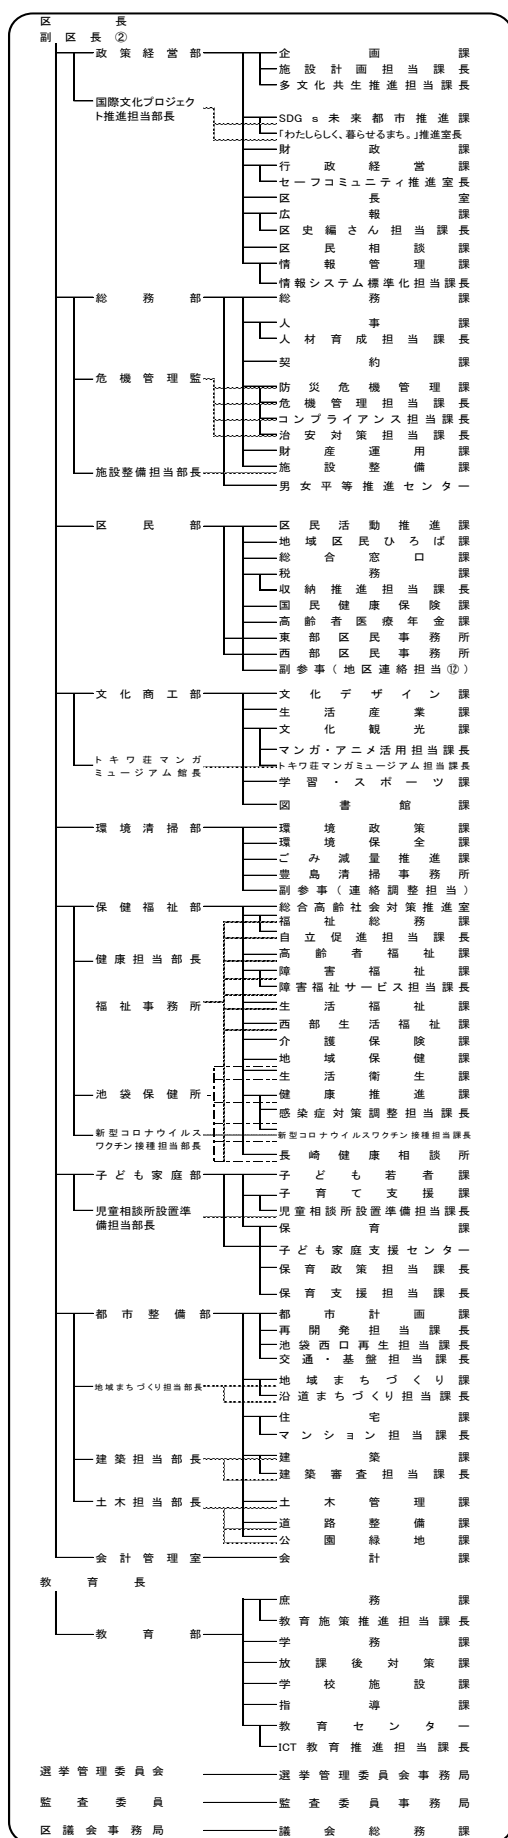 区長
副区長②
政策経営部
企画課
施設計画担当課長
多文化共生推進担当課長
国際文化プロジェク
ト推進担当部長
SDGs未来都市推進課
「わたしらしく、暮らせるまち。」推進室長
財政課
行政経営課
セーフコミュニティ推進室長
区長室
広報課
区史編さん担当課長
区民相談課
情報管理課
情報システム標準化担当課長
総務部
総務課
人事課
人材育成担当課長
契約課
危機管理監
防災危機管理課
危機管理担当課長
コンプライアンス担当課長
治安対策担当課長
財産運用課
施設整備担当部長
施設整備課
男女平等推進センター
区民部
区民活動推進課
地域区民ひろば課
総合窓口課
税務課
収納推進担当課長
国民健康保険課
高齢者医療年金課
東部区民事務所
西部区民事務所
副参事(地区連絡担当⑫)
文化商工部
文化デザイン課
生活産業課
文化観光課
マンガ・アニメ活用担当課長
トキワ荘マンガ
ミュージアム館長
トキワ荘マンガミュージアム担当課長
学習・スポーツ課
図書館課
環境清掃部
環境政策課
環境保全課
ごみ減量推進課
豊島清掃事務所
副参事(連絡調整担当)
保健福祉部
総合高齢社会対策推進室
福祉総務課
自立促進担当課長
健康担当部長
高齢者福祉課
障害福祉課
障害福祉サービス担当課長
福祉事務所
生活福祉課
西部生活福祉課
介護保険課
地域保健課
生活衛生課
池袋保健所
健康推進課
感染症対策調整担当課長
新型コロナウイルス
ワクチン接種担当部長
新型コロナウイルスワクチン接種担当課長
長崎健康相談所
子ども家庭部
子ども若者課
子育て支援課
児童相談所設置準
備担当部長
児童相談所設置準備担当課長
保育課
子ども家庭支援センター
保育政策担当課長
保育支援担当課長
都市整備部
都市計画課
再開発担当課長
池袋西口再生担当課長
交通・基盤担当課長
地域まちづくり担当部長
地域まちづくり課
沿道まちづくり担当課長
住宅課
マンション担当課長
建築担当部長
建築課
建築審査担当課長
土木担当部長
土木管理課
道路整備課
公園緑地課
会計管理室
会計課
教育長
庶務課
教育施策推進担当課長
教育部
学務課
放課後対策課
学校施設課
指導課
教育センター
ICT教育推進担当課長
選挙管理委員会
選挙管理委員会事務局
監査委員
監査委員事務局
区議会事務局
議会総務課